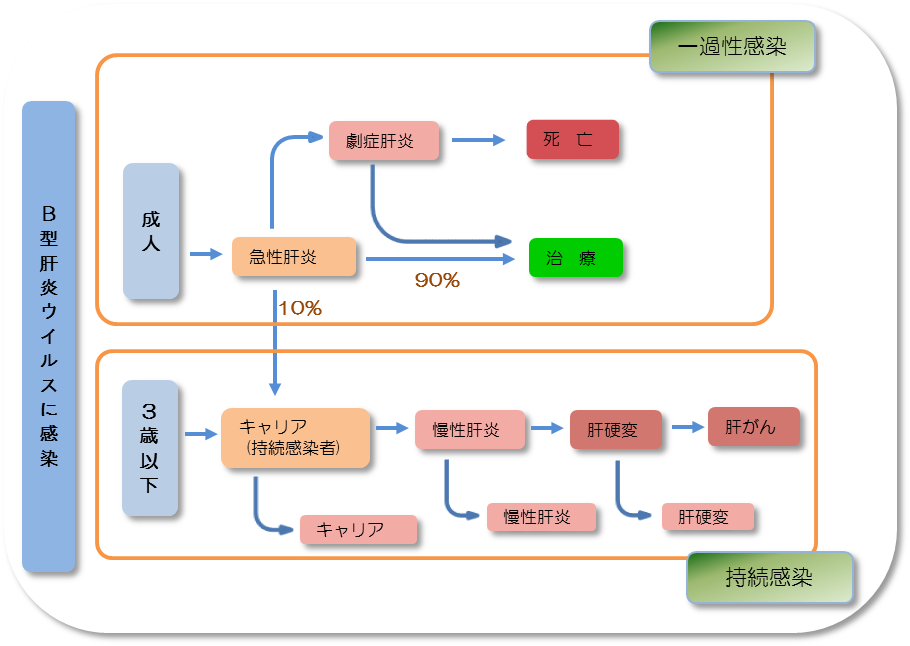 一過性感染
B型肝炎ウイルスに感染
成人
劇症肝炎
死 亡
急性肝炎
治 療
90%
10%
3歳以下
キャリア
(持続感染者)
慢性肝炎
肝硬変
肝がん
キャリア
慢性肝炎
肝硬変
持続感染